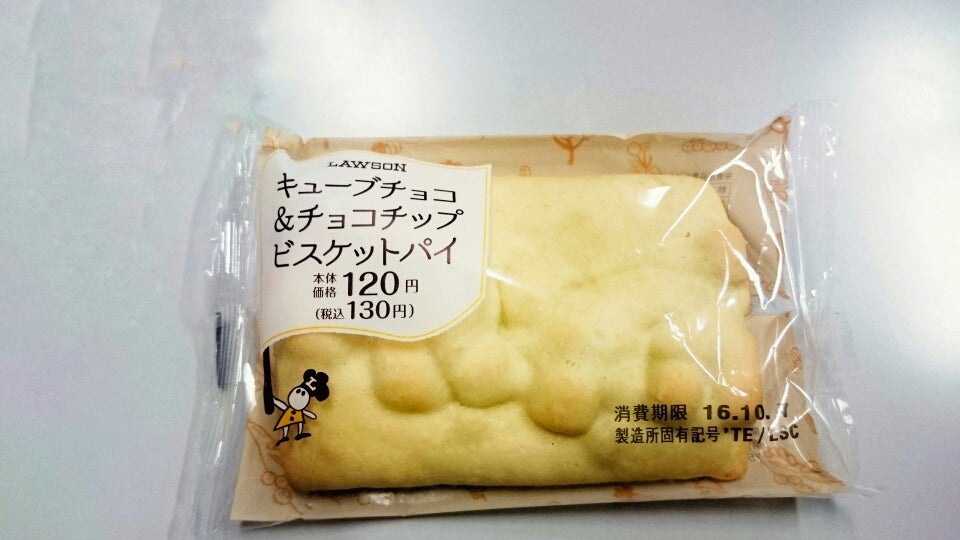 LAWSON
キューブチョコ
&チョコチップ
ビスケットパイ
本体
価格 120円
(税込 130円)
消費期限 16.10.
製造所固有記号 *TE/LSC